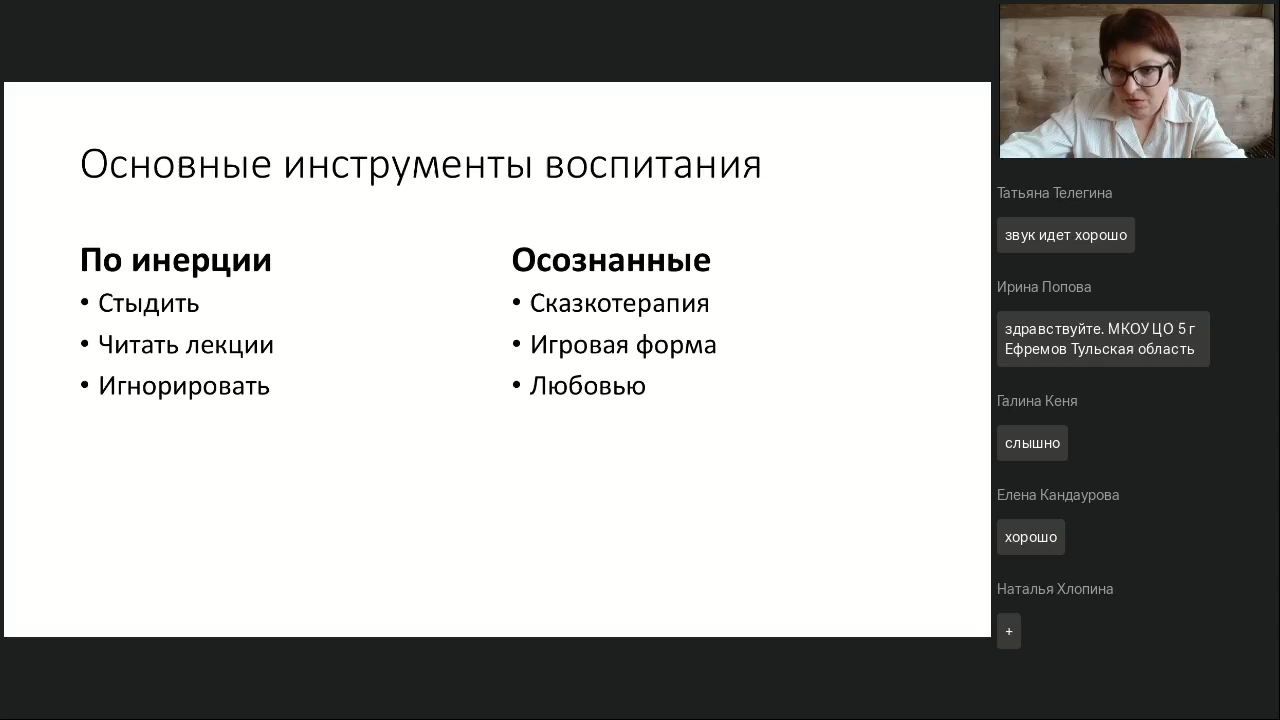 Основные инструменты воспитания
По инерции
• Стыдить
• Читать лекции
• Игнорировать
Осознанные
• Сказкотерапия
• Игровая форма
• Любовью
Татьяна Телегина
звук идет хорошо
Ирина Попова
здравствуйте. МКОУ ЦО 5 г
Ефремов Тульская область
Галина Кеня
слышно
Елена Кандаурова
хорошо
Наталья Хлопина
+